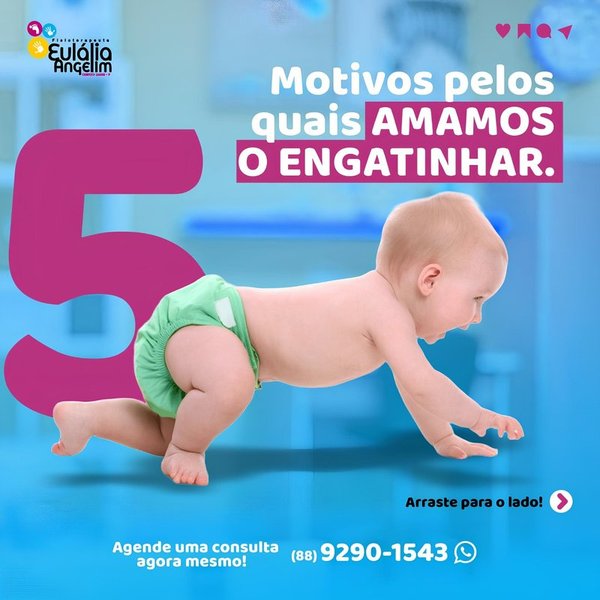 Fisioterapeuta
Eulália
Angelim
5
Motivos pelos
quais AMAMOS
O ENGATINHAR.
Arraste para o lado!
Agende uma consulta
agora mesmo!
(88) 9290-1543